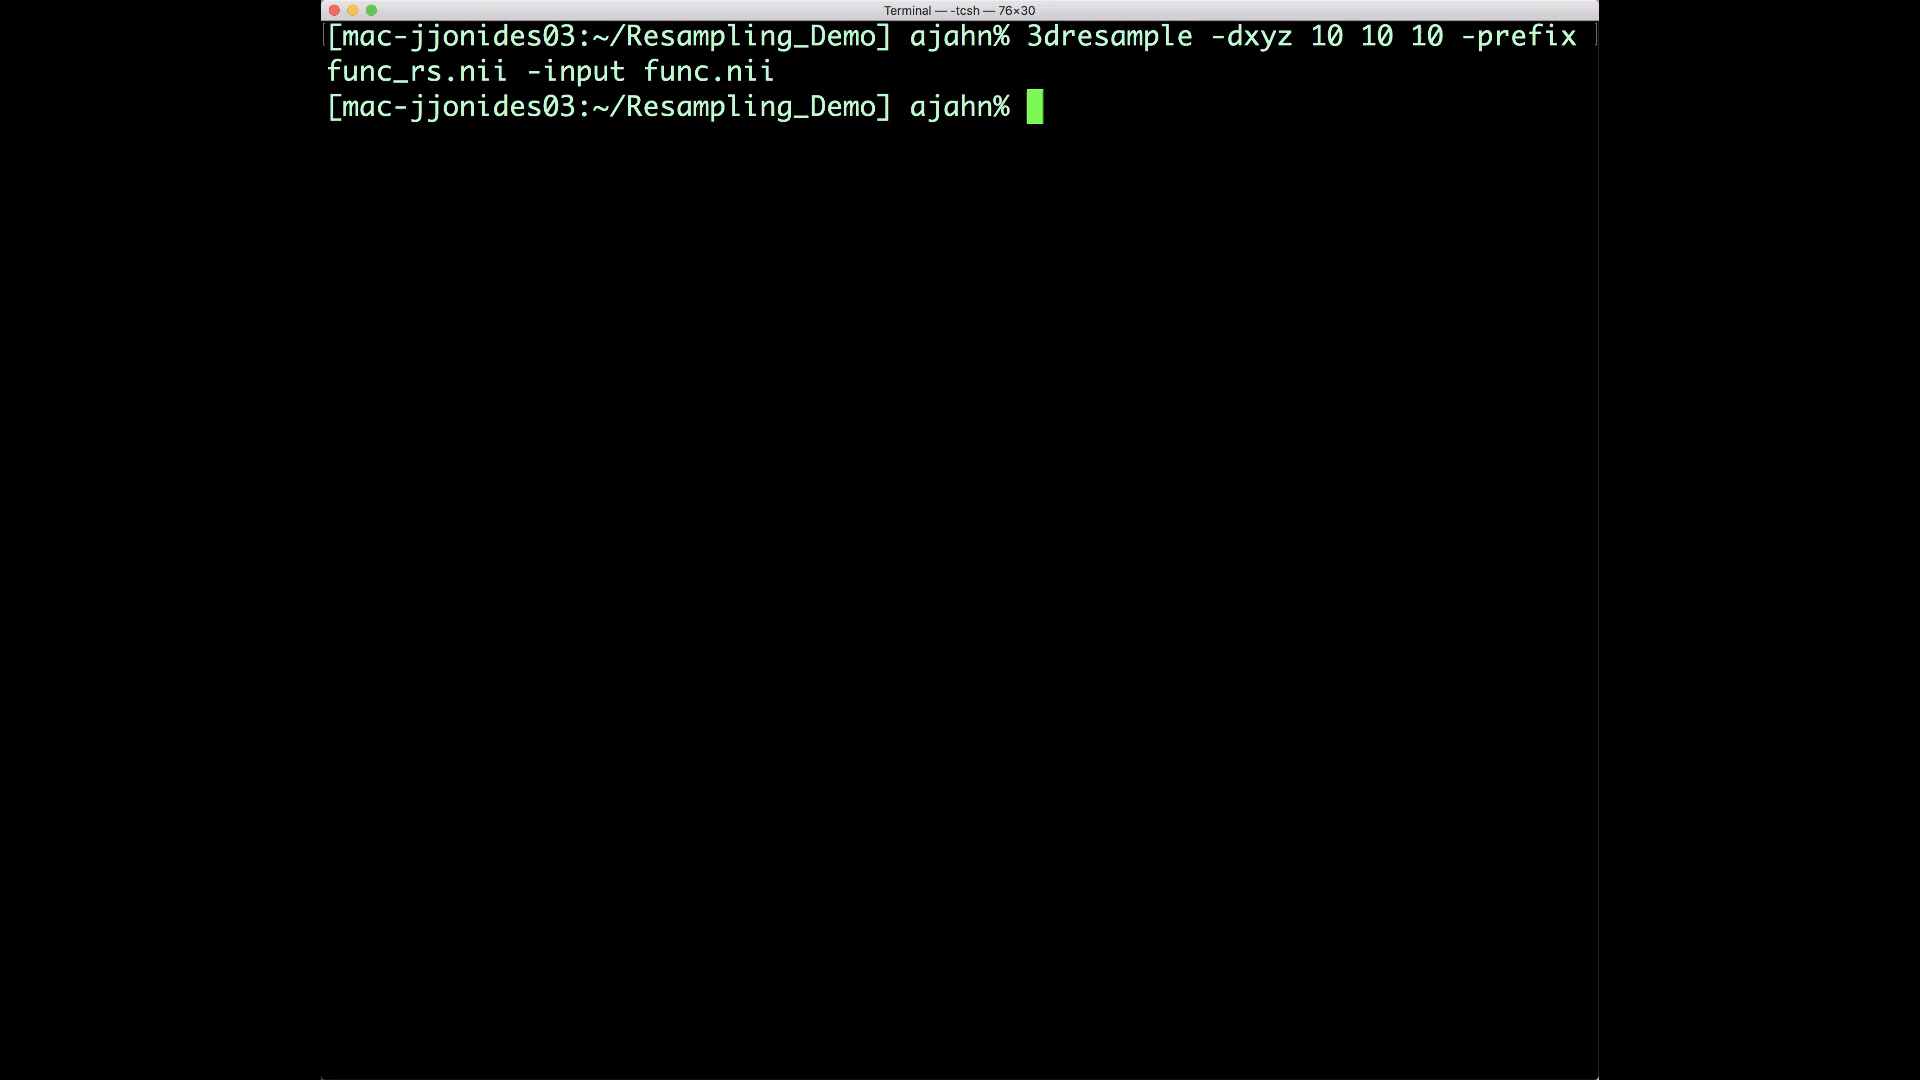 Terminal — -tcsh — 76×30
[mac-jjonides03:~/Resampling_Demo] ajahn% 3dresample -dxyz 10 10 10 -prefix
func_rs.nii -input func.nii
[mac-jjonides03:~/Resampling_Demo] ajahn%